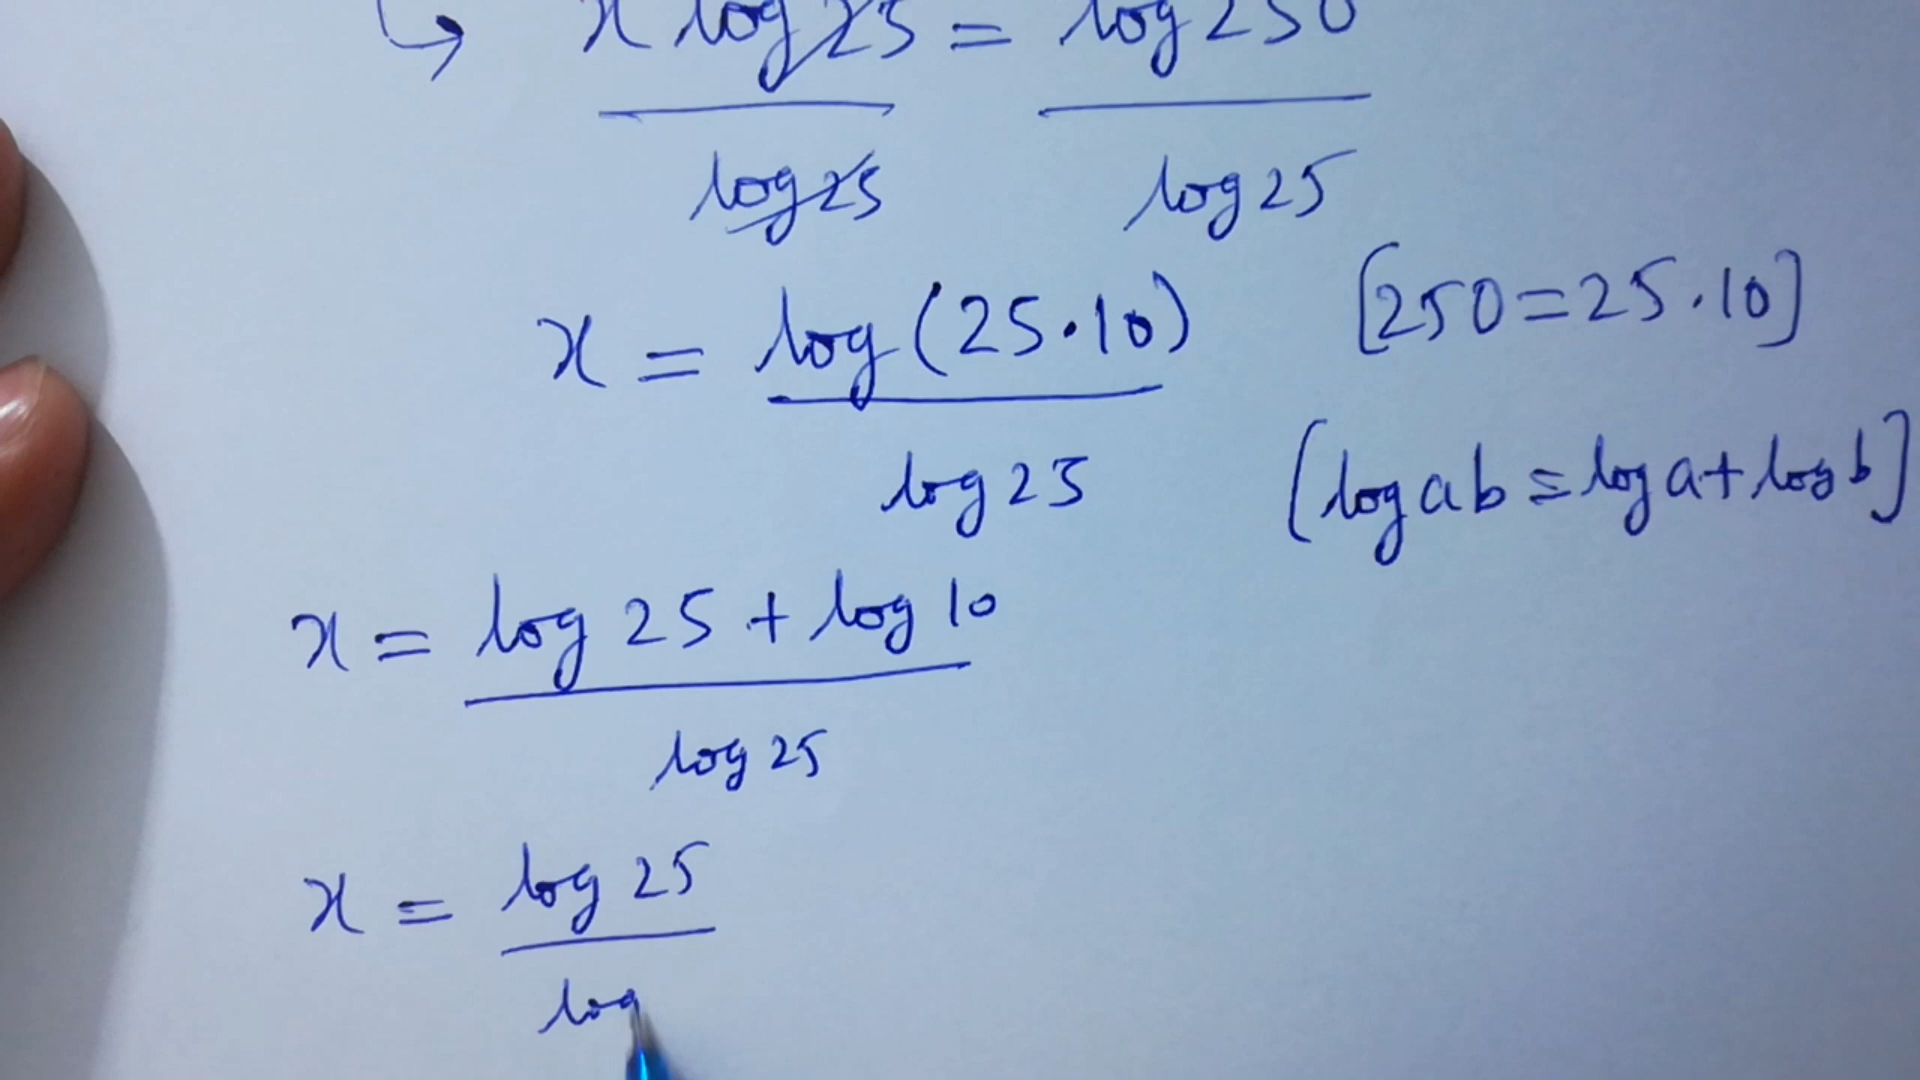 x log 25 = log 250
log 25 log 25
x = log (25·10) [250 = 25·10]
log 25 [log ab = log a + log b]
x = log 25 + log 10
log 25
x = log 25
log